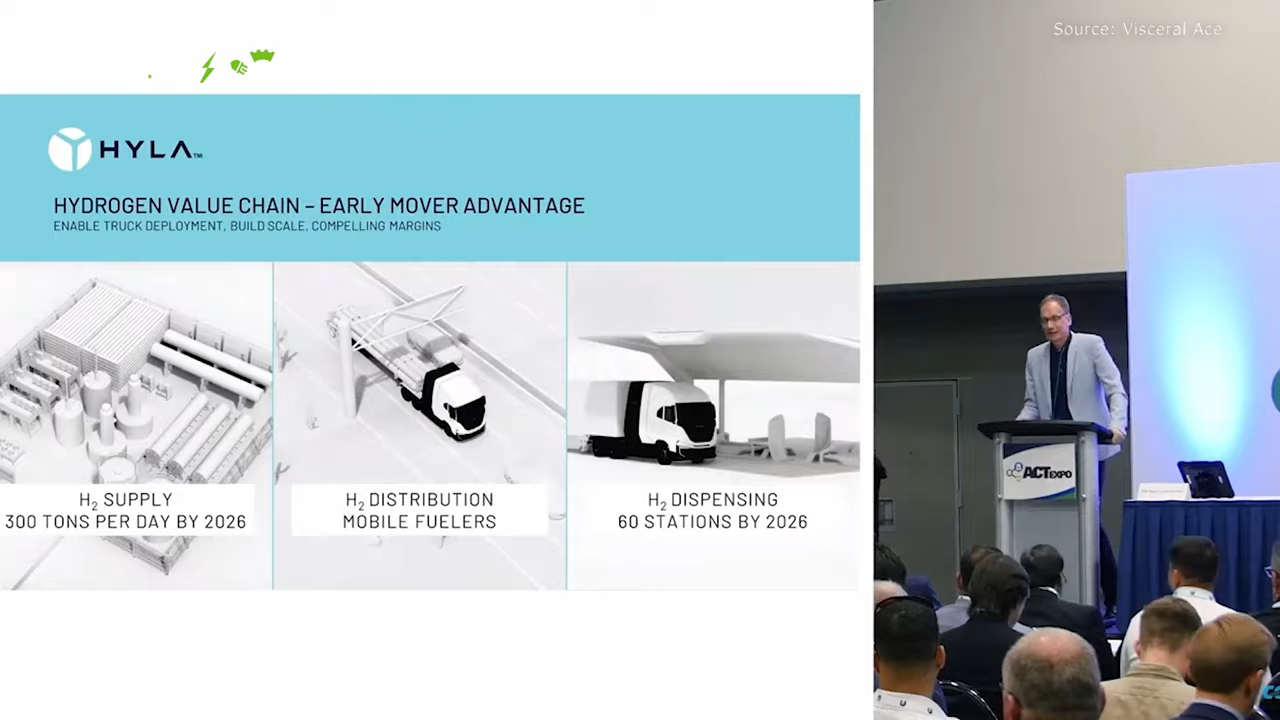 Source: Visceral Ace
HYLA™
HYDROGEN VALUE CHAIN – EARLY MOVER ADVANTAGE
ENABLE TRUCK DEPLOYMENT, BUILD SCALE, COMPELLING MARGINS
H₂ SUPPLY
300 TONS PER DAY BY 2026
H₂ DISTRIBUTION
MOBILE FUELERS
H₂ DISPENSING
60 STATIONS BY 2026
ACT EXPO